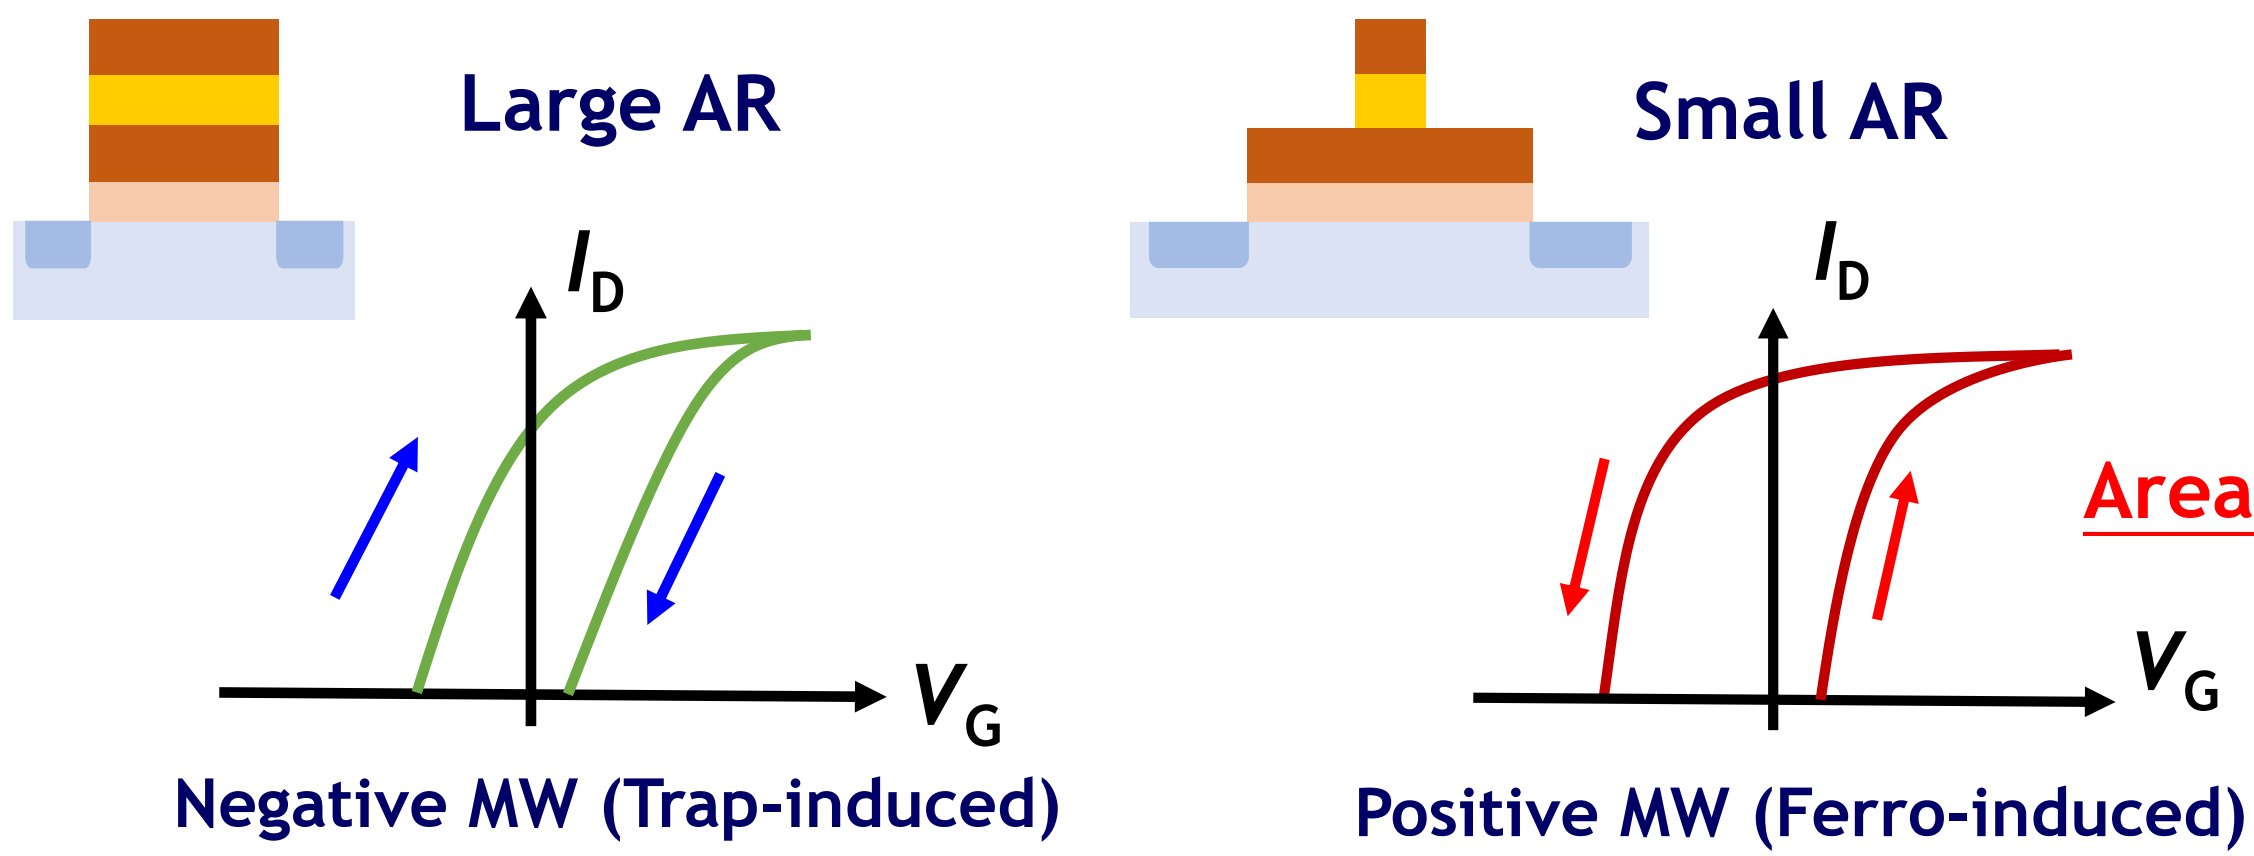 Large AR
I_D
V_G
Negative MW (Trap-induced)
Small AR
I_D
Area
V_G
Positive MW (Ferro-induced)